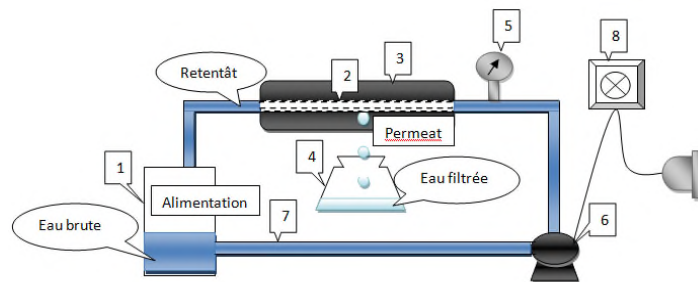 5
8
3
2
Retentât
Permeat
1
4
Alimentation
Eau filtrée
Eau brute
7
6